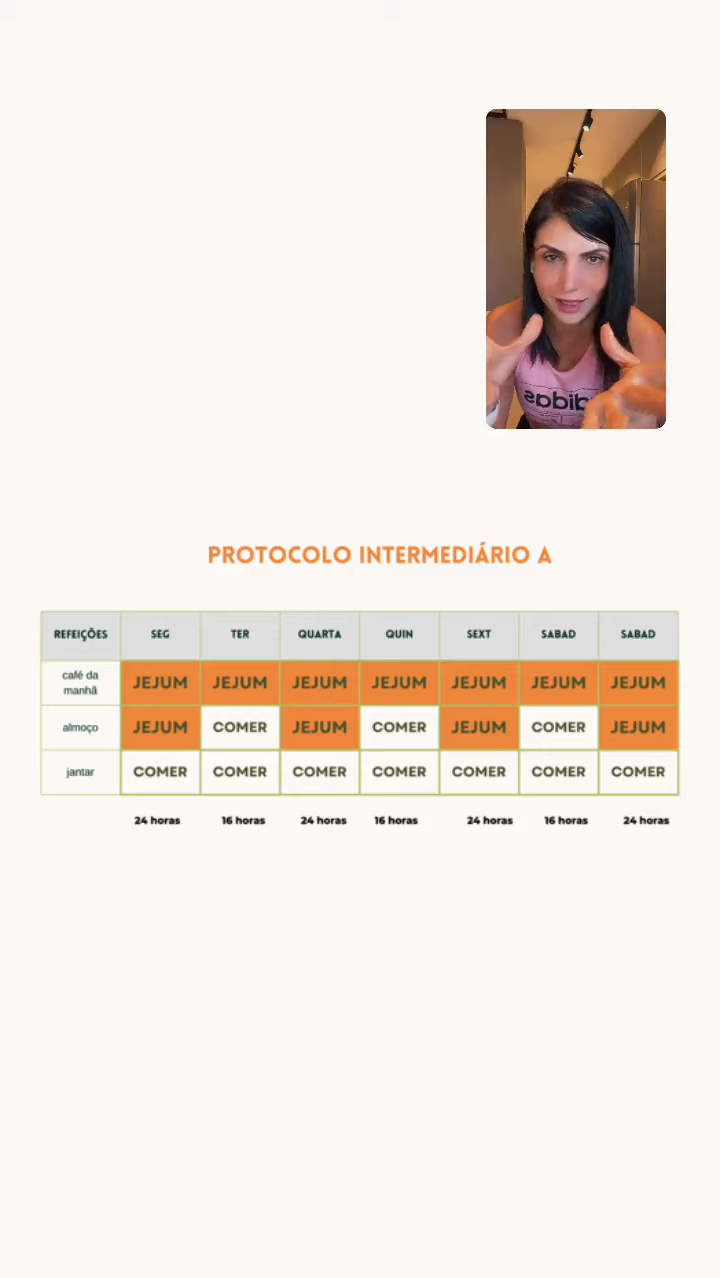 adidas
PROTOCOLO INTERMEDIÁRIO A
REFEIÇÕES SEG TER QUARTA QUIN SEXT SABAD SABAD
café da manhã JEJUM JEJUM JEJUM JEJUM JEJUM JEJUM JEJUM
almoço JEJUM COMER JEJUM COMER JEJUM COMER JEJUM
jantar COMER COMER COMER COMER COMER COMER COMER
24 horas 16 horas 24 horas 16 horas 24 horas 16 horas 24 horas